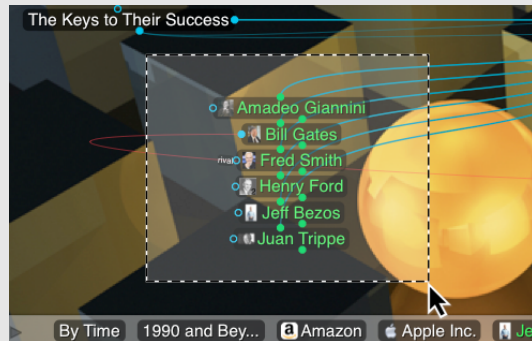 The Keys to Their Success
Amadeo Giannini
Bill Gates
rival
Fred Smith
Henry Ford
Jeff Bezos
Juan Trippe
By Time
1990 and Bey...
Amazon
Apple Inc.
Je